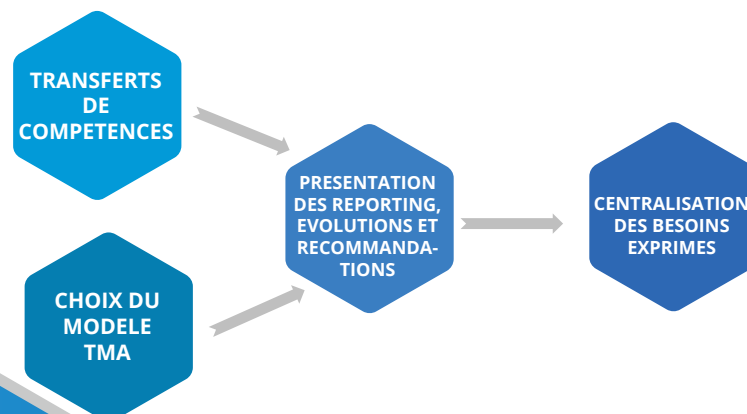 TRANSFERTS
DE
COMPETENCES
CHOIX DU
MODELE
TMA
PRESENTATION
DES REPORTING,
EVOLUTIONS ET
RECOMMANDA-
TIONS
CENTRALISATION
DES BESOINS
EXPRIMES